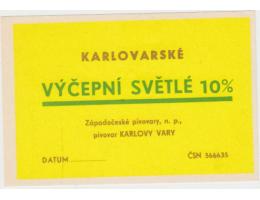 KARLOVARSKÉ
VÝČEPNÍ SVĚTLÉ 10%
Západočeské pivovary, n. p.,
pivovar KARLOVY VARY
DATUM............ ČSN 566635